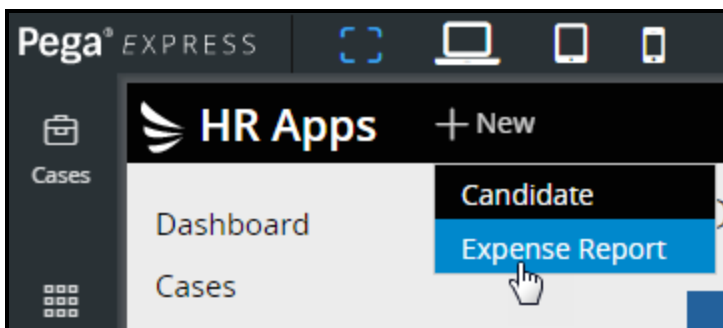 Pega® EXPRESS
Cases
HR Apps
+ New
Candidate
Expense Report
Dashboard
Cases